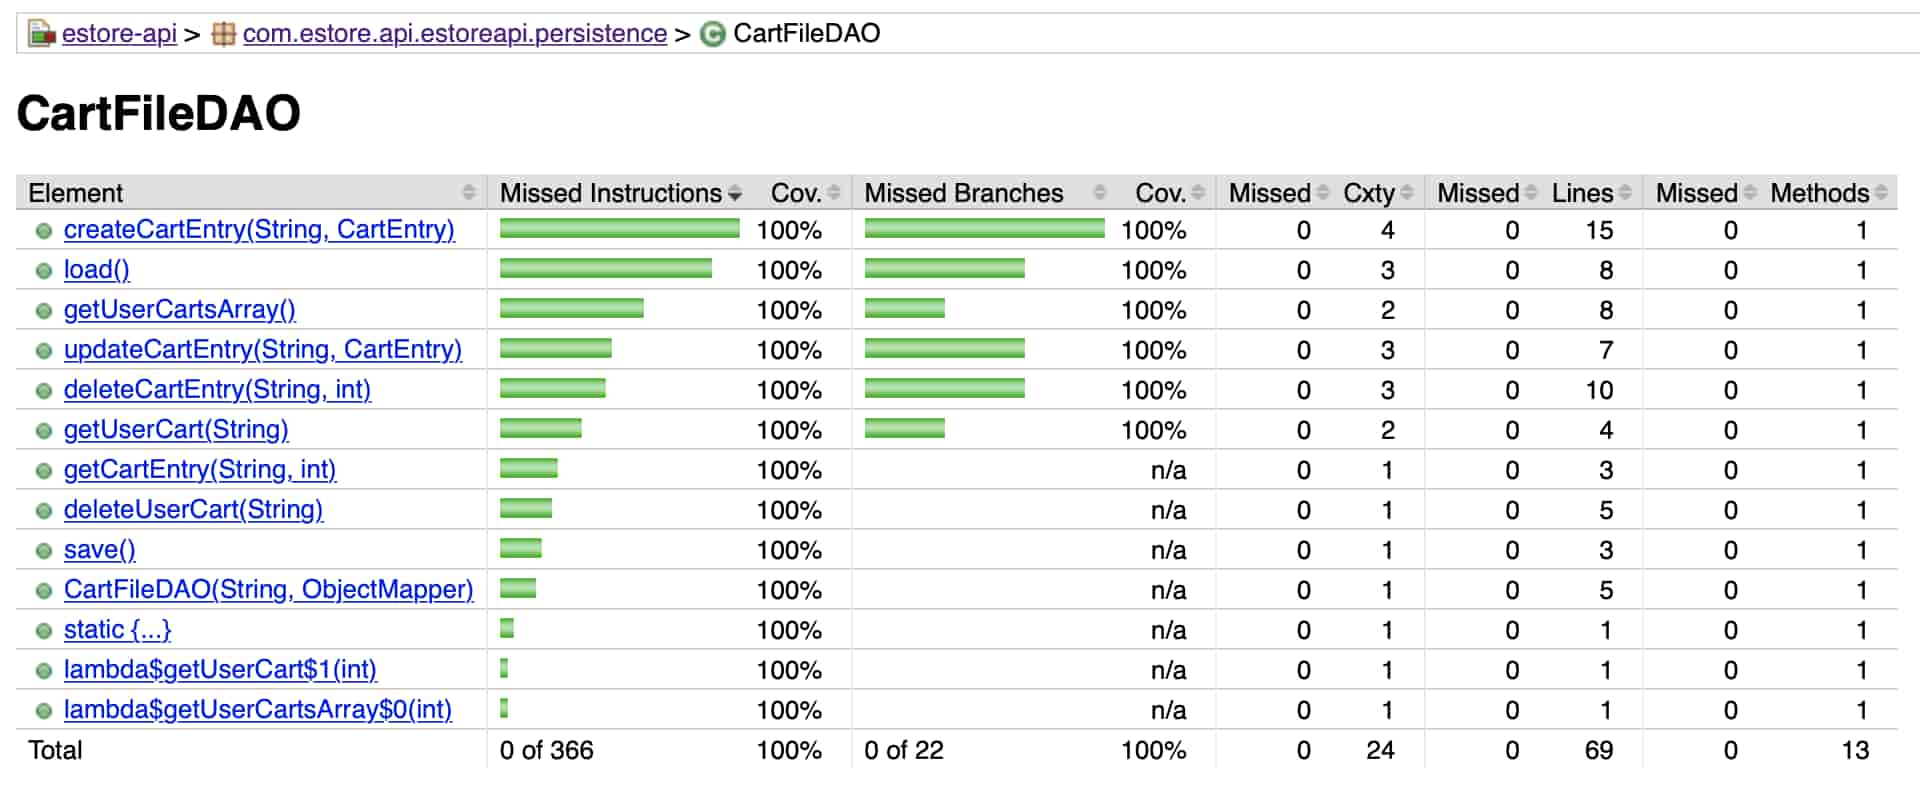 estore-api > com.estore.api.estoreapi.persistence > CartFileDAO
CartFileDAO
Element Missed Instructions Cov. Missed Branches Cov. Missed Cxty Missed Lines Missed Methods
createCartEntry(String, CartEntry) 100% 100% 0 4 0 15 0 1
load() 100% 100% 0 3 0 8 0 1
getUserCartsArray() 100% 100% 0 2 0 8 0 1
updateCartEntry(String, CartEntry) 100% 100% 0 3 0 7 0 1
deleteCartEntry(String, int) 100% 100% 0 3 0 10 0 1
getUserCart(String) 100% 100% 0 2 0 4 0 1
getCartEntry(String, int) 100% n/a 0 1 0 3 0 1
deleteUserCart(String) 100% n/a 0 1 0 5 0 1
save() 100% n/a 0 1 0 3 0 1
CartFileDAO(String, ObjectMapper) 100% n/a 0 1 0 5 0 1
static {...} 100% n/a 0 1 0 1 0 1
lambda$getUserCart$1(int) 100% n/a 0 1 0 1 0 1
lambda$getUserCartsArray$0(int) 100% n/a 0 1 0 1 0 1
Total 0 of 366 100% 0 of 22 100% 0 24 0 69 0 13